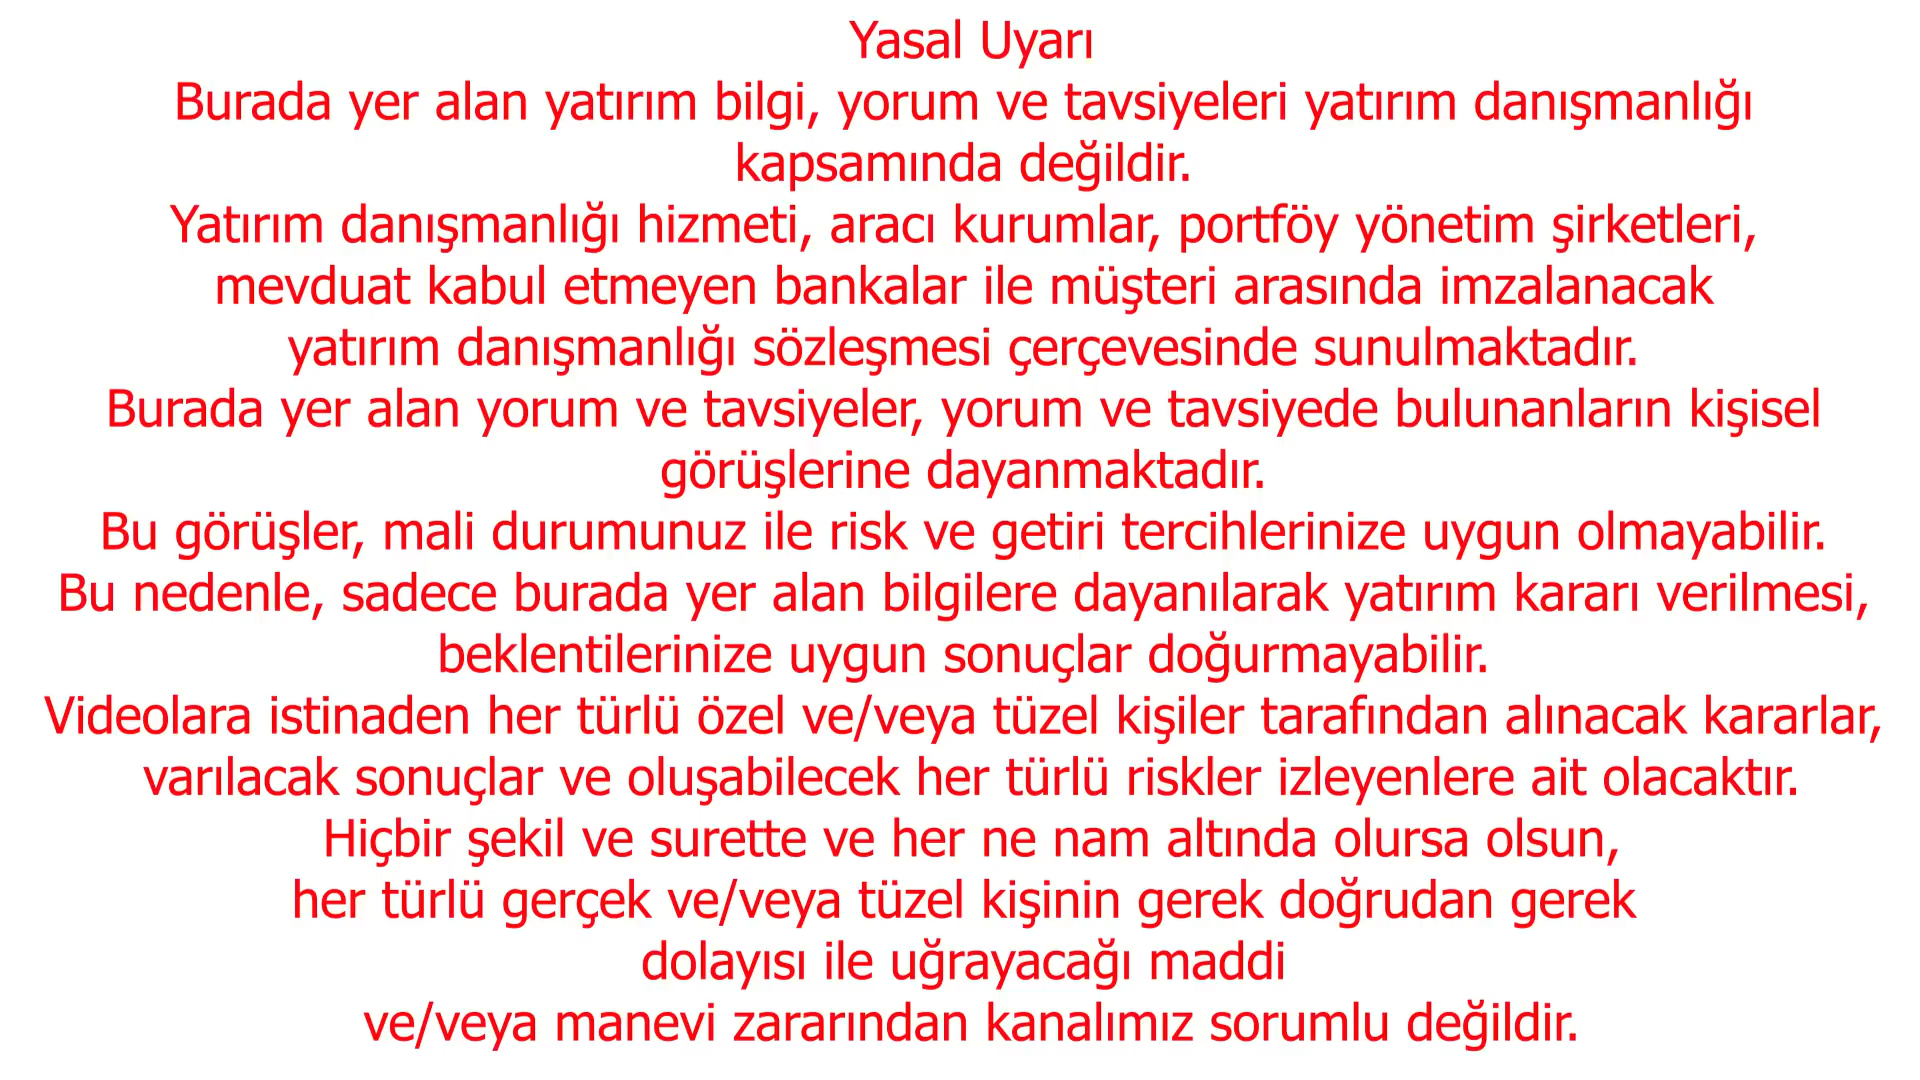 Yasal Uyarı
Burada yer alan yatırım bilgi, yorum ve tavsiyeleri yatırım danışmanlığı
kapsamında değildir.
Yatırım danışmanlığı hizmeti, aracı kurumlar, portföy yönetim şirketleri,
mevduat kabul etmeyen bankalar ile müşteri arasında imzalanacak
yatırım danışmanlığı sözleşmesi çerçevesinde sunulmaktadır.
Burada yer alan yorum ve tavsiyeler, yorum ve tavsiyede bulunanların kişisel
görüşlerine dayanmaktadır.
Bu görüşler, mali durumunuz ile risk ve getiri tercihlerinize uygun olmayabilir.
Bu nedenle, sadece burada yer alan bilgilere dayanılarak yatırım kararı verilmesi,
beklentilerinize uygun sonuçlar doğurmayabilir.
Videolara istinaden her türlü özel ve/veya tüzel kişiler tarafından alınacak kararlar,
varılacak sonuçlar ve oluşabilecek her türlü riskler izleyenlere ait olacaktır.
Hiçbir şekil ve surette ve her ne nam altında olursa olsun,
her türlü gerçek ve/veya tüzel kişinin gerek doğrudan gerek
dolayısı ile uğrayacağı maddi
ve/veya manevi zararından kanalımız sorumlu değildir.